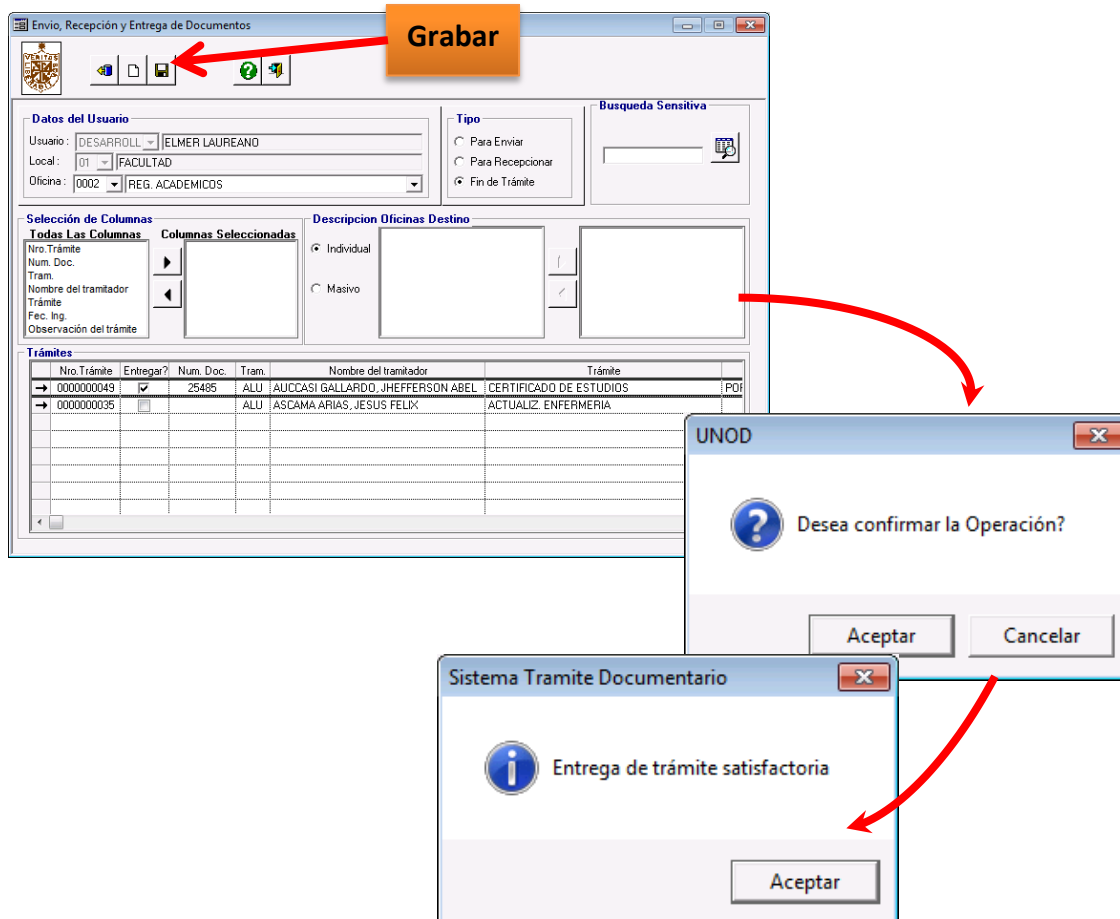 Envio, Recepción y Entrega de Documentos
Grabar
Datos del Usuario
Usuario : DESARROLL ELMER LAUREANO
Local : 01 FACULTAD
Oficina : 0002 REG. ACADEMICOS
Tipo
Para Enviar
Para Recepcionar
Fin de Trámite
Busqueda Sensitiva
Selección de Columnas
Todas Las Columnas Columnas Seleccionadas
Nro.Trámite
Num. Doc.
Tram.
Nombre del tramitador
Trámite
Fec. Ing.
Observación del trámite
Descripcion Oficinas Destino
Individual
Masivo
Trámites
Nro.Trámite Entregar? Num. Doc. Tram. Nombre del tramitador Trámite
0000000049 25485 ALU AUCCASI GALLARDO, JHEFFERSON ABEL CERTIFICADO DE ESTUDIOS
0000000035 ALU ASCAMA ARIAS, JESUS FELIX ACTUALIZ. ENFERMERIA
UNOD
Desea confirmar la Operación?
Aceptar Cancelar
Sistema Tramite Documentario
Entrega de trámite satisfactoria
Aceptar